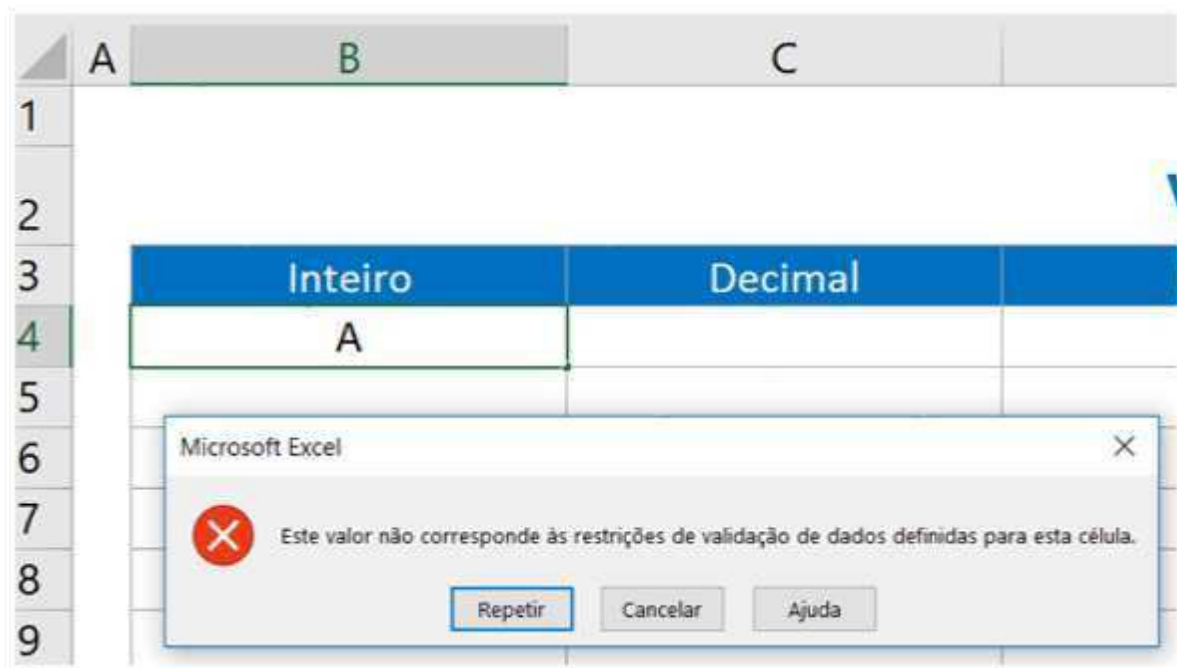 A B C
1
2
3 Inteiro Decimal
4 A
5
6
7
8
9
Microsoft Excel
Este valor não corresponde às restrições de validação de dados definidas para esta célula.
Repetir Cancelar Ajuda